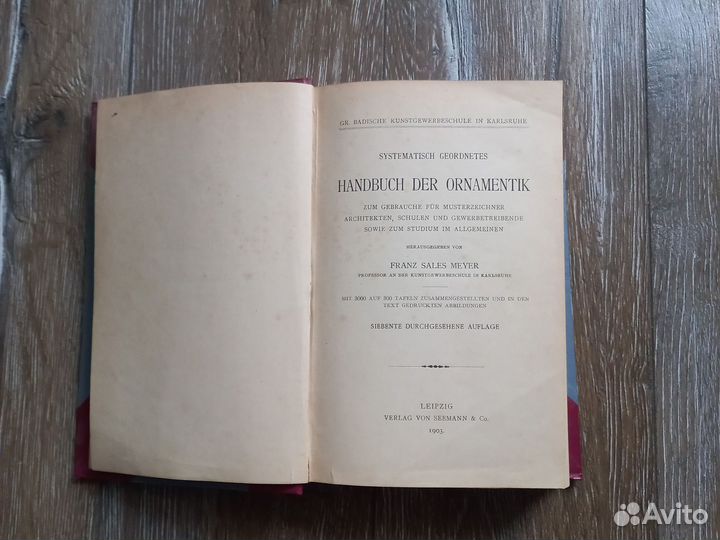 GR. BADISCHE KUNSTGEWERBESCHULE IN KARLSRUHE
SYSTEMATISCH GEORDNETES
HANDBUCH DER ORNAMENTIK
ZUM GEBRAUCHE FÜR MUSTERZEICHNER
ARCHITEKTEN, SCHULEN UND GEWERBETREIBENDE
SOWIE ZUM STUDIUM IM ALLGEMEINEN
HERAUSGEGEBEN VON
FRANZ SALES MEYER
PROFESSOR AN DER KUNSTGEWERBESCHULE IN KARLSRUHE
MIT 3000 AUF 300 TAFELN ZUSAMMENGESTELLTEN UND IN DEN
TEXT GEDRUCKTEN ABBILDUNGEN
SIEBENTE DURCHGESEHENE AUFLAGE
LEIPZIG
VERLAG VON SEEMANN & Co.
1903.
Avito